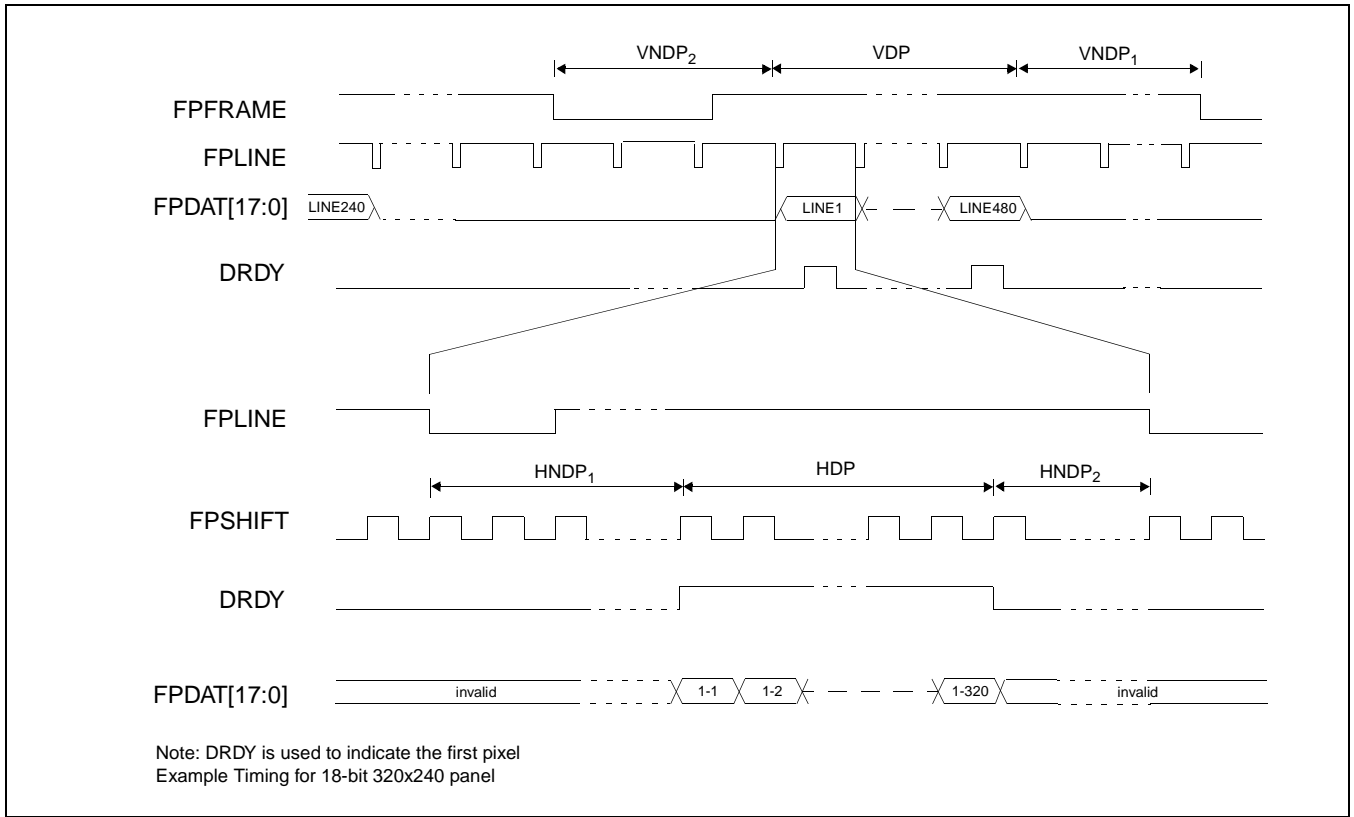 VNDP2 VDP VNDP1
FPFRAME
FPLINE
FPDAT[17:0] LINE240 LINE1 LINE480
DRDY
FPLINE
HNDP1 HDP HNDP2
FPSHIFT
DRDY
FPDAT[17:0] invalid 1-1 1-2 1-320 invalid
Note: DRDY is used to indicate the first pixel
Example Timing for 18-bit 320x240 panel